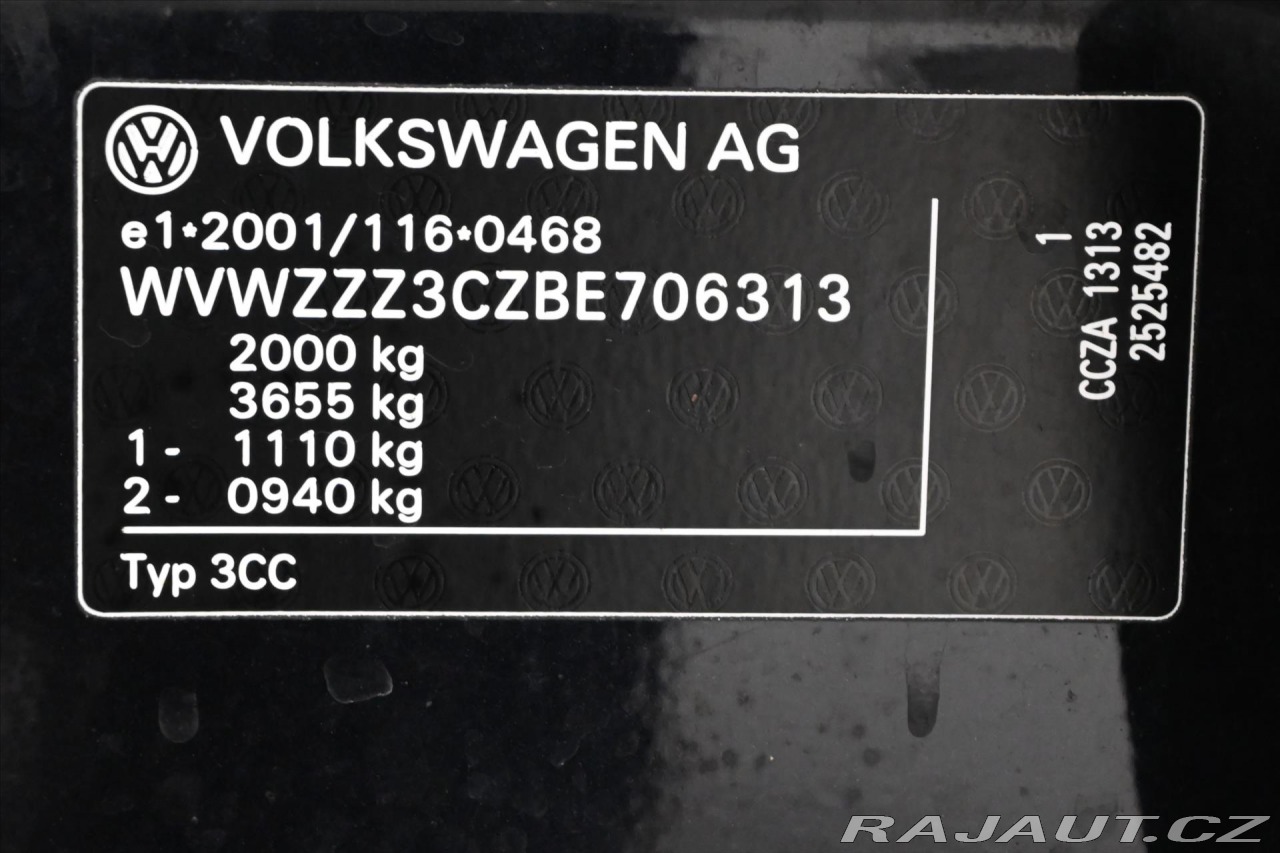 VOLKSWAGEN AG
e1*2001/116*0468
WVWZZZ3CZBE706313
2000 kg
3655 kg
1 - 1110 kg
2 - 0940 kg
Typ 3CC
1
CCZA 1313
2525482
RAJAUT.CZ